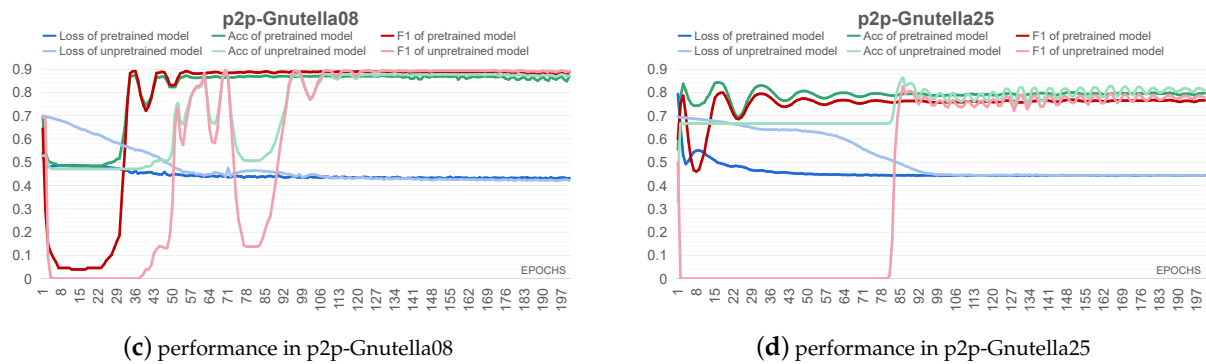 p2p-Gnutella08
Loss of pretrained model Acc of pretrained model F1 of pretrained model
Loss of unpretrained model Acc of unpretrained model F1 of unpretrained model
0.9
0.8
0.7
0.6
0.5
0.4
0.3
0.2
0.1
0
EPOCHS
1 8 15 22 29 36 43 50 57 64 71 78 85 92 99 106 113 120 127 134 141 148 155 162 169 176 183 190 197
(c) performance in p2p-Gnutella08
p2p-Gnutella25
Loss of pretrained model Acc of pretrained model F1 of pretrained model
Loss of unpretrained model Acc of unpretrained model F1 of unpretrained model
0.9
0.8
0.7
0.6
0.5
0.4
0.3
0.2
0.1
0
EPOCHS
1 8 15 22 29 36 43 50 57 64 71 78 85 92 99 106 113 120 127 134 141 148 155 162 169 176 183 190 197
(d) performance in p2p-Gnutella25